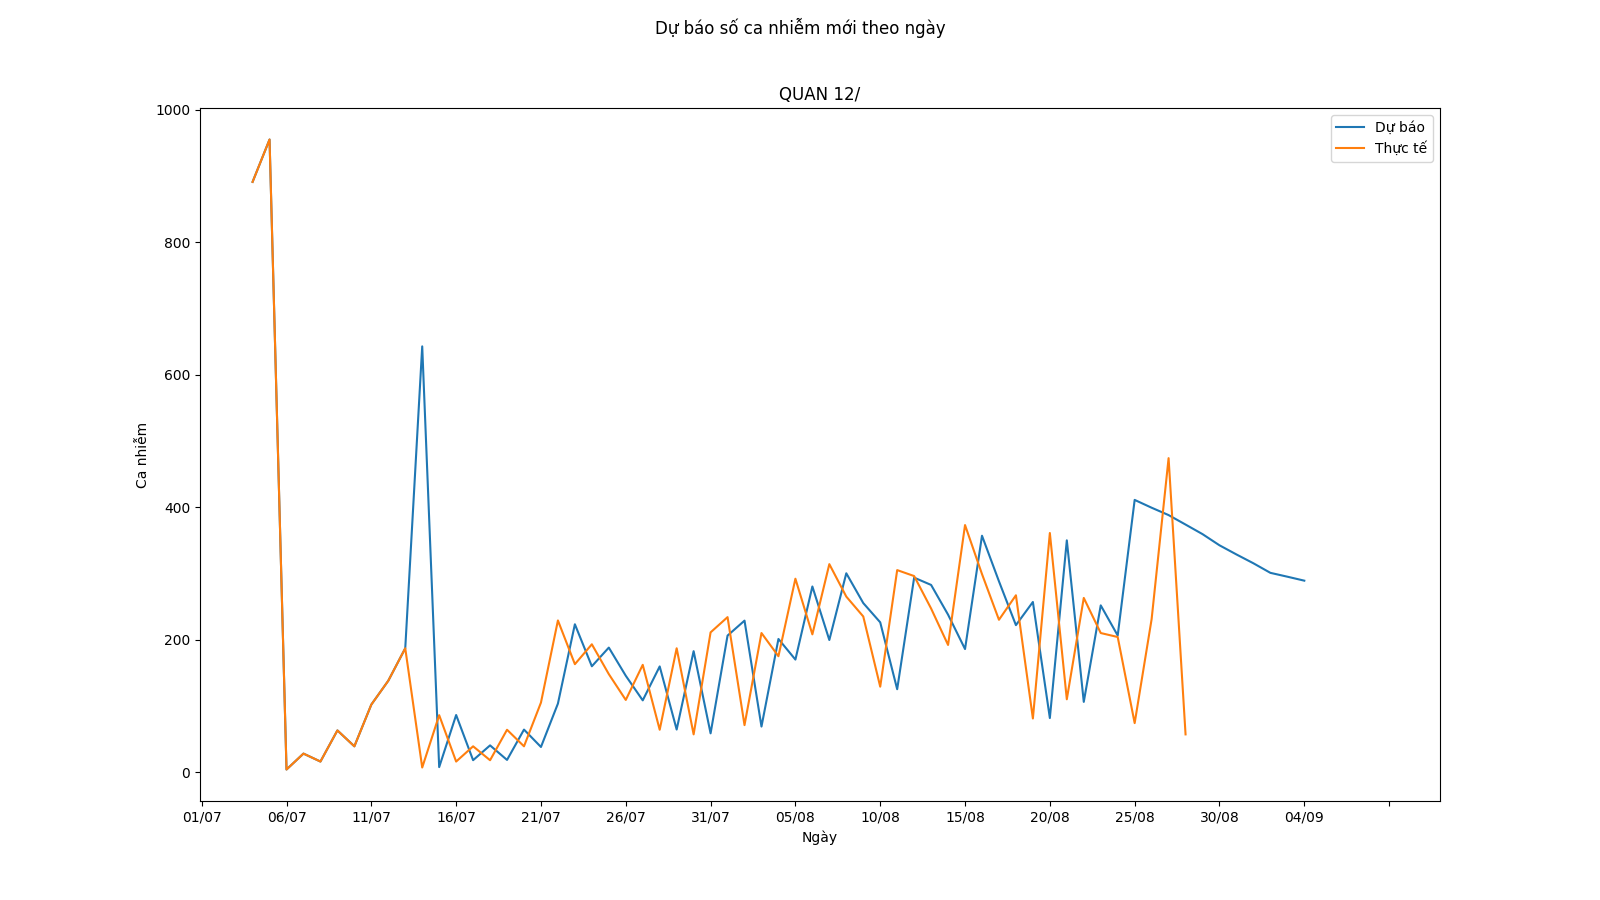 Dự báo số ca nhiễm mới theo ngày
QUAN 12/
1000
800
600
400
200
0
Ca nhiễm
Dự báo
Thực tế
01/07 06/07 11/07 16/07 21/07 26/07 31/07 05/08 10/08 15/08 20/08 25/08 30/08 04/09
Ngày